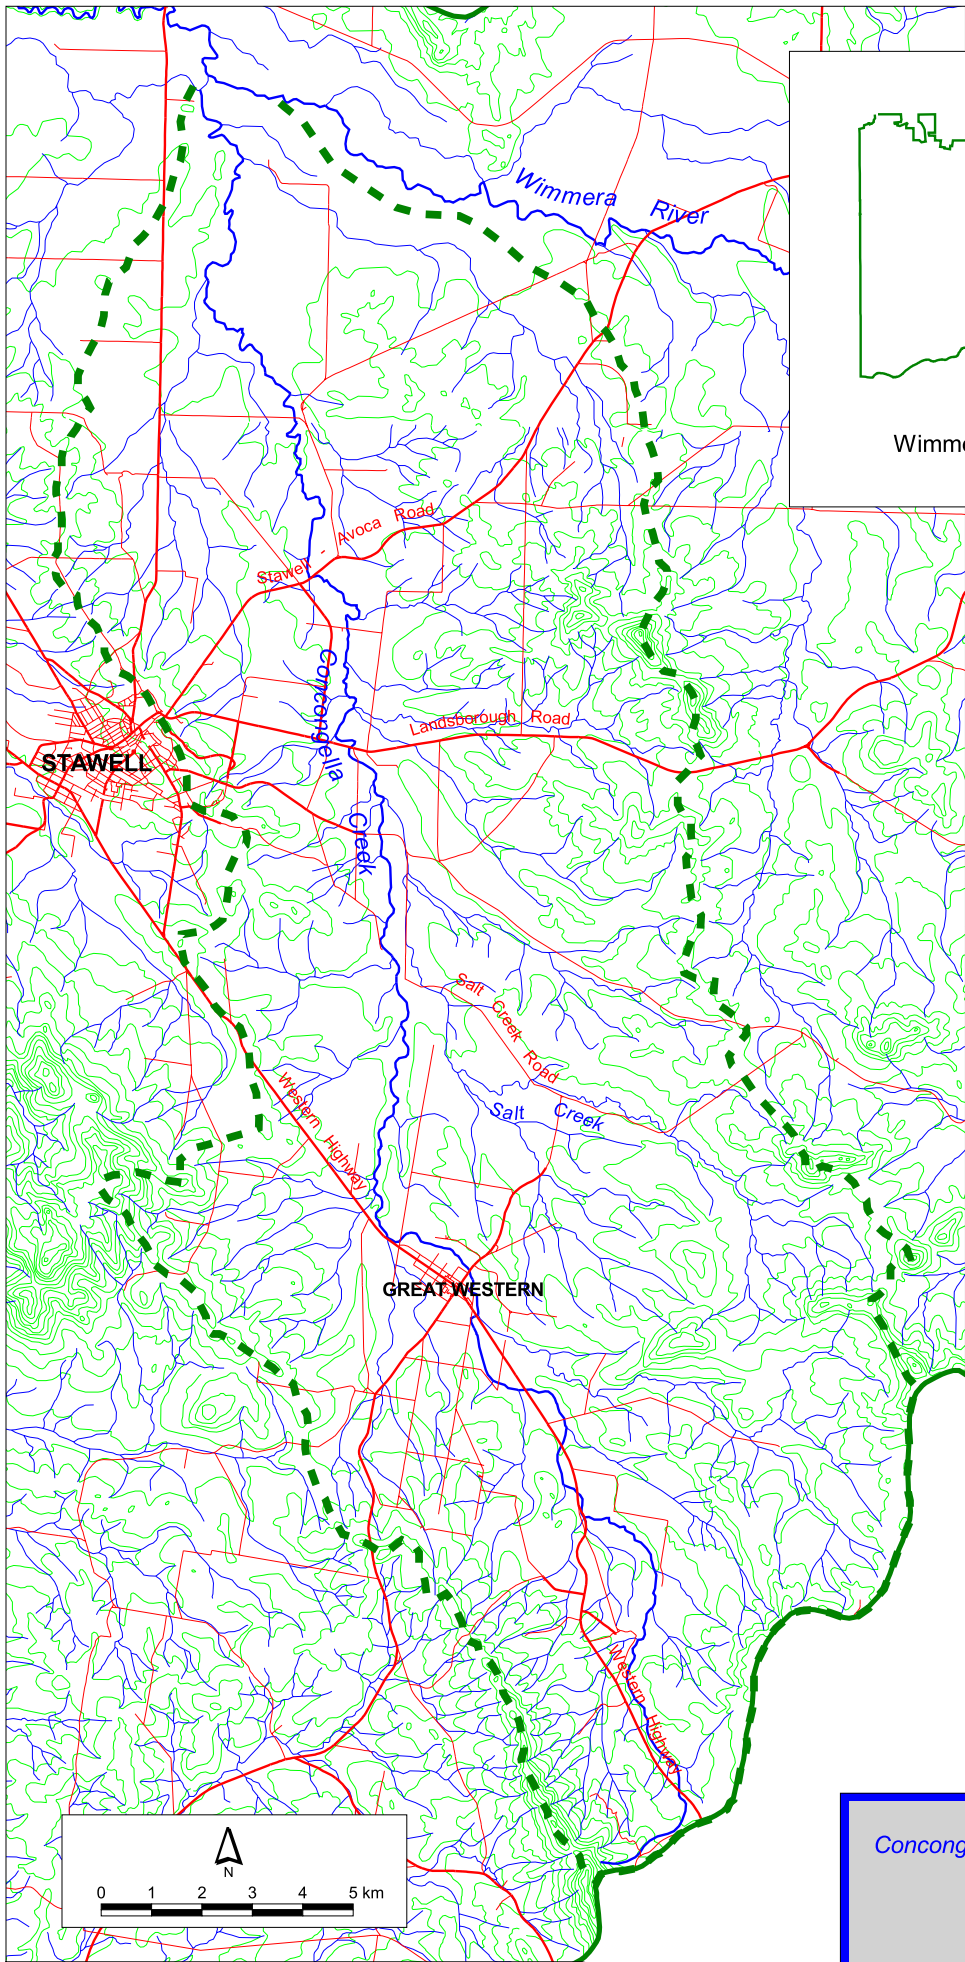 Wimmera River
Wimme
Stawell - Avoca Road
Concongella
Creek
Landsborough Road
STAWELL
Salt Creek Road
Salt Creek
Western Highway
GREAT WESTERN
Western Highway
Concong
N
0 1 2 3 4 5 km